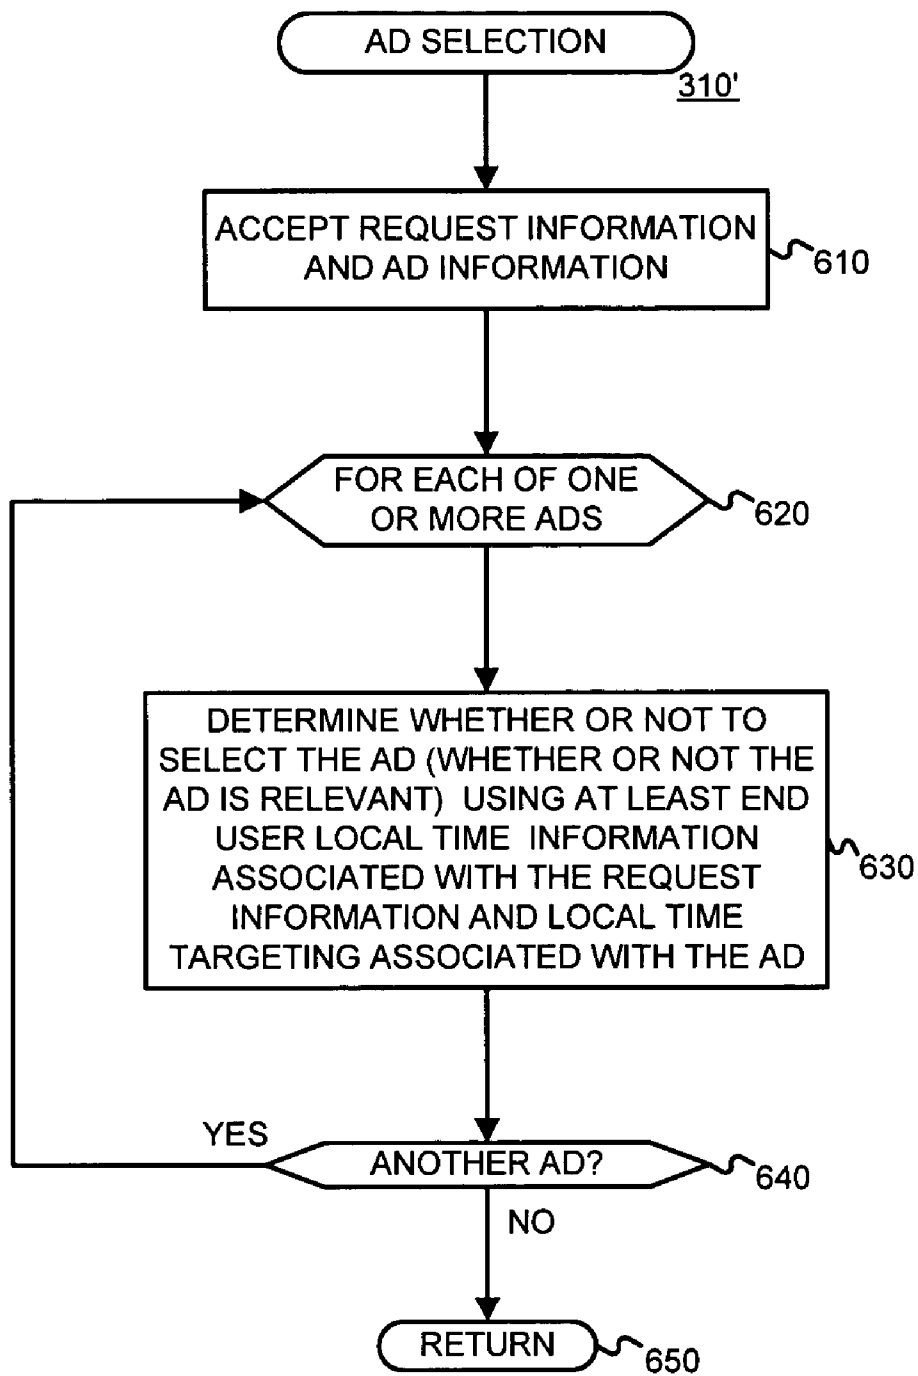 AD SELECTION
310'
ACCEPT REQUEST INFORMATION
AND AD INFORMATION
610
FOR EACH OF ONE
OR MORE ADS
620
DETERMINE WHETHER OR NOT TO
SELECT THE AD (WHETHER OR NOT THE
AD IS RELEVANT) USING AT LEAST END
USER LOCAL TIME INFORMATION
ASSOCIATED WITH THE REQUEST
INFORMATION AND LOCAL TIME
TARGETING ASSOCIATED WITH THE AD
630
YES
ANOTHER AD?
640
NO
RETURN
650